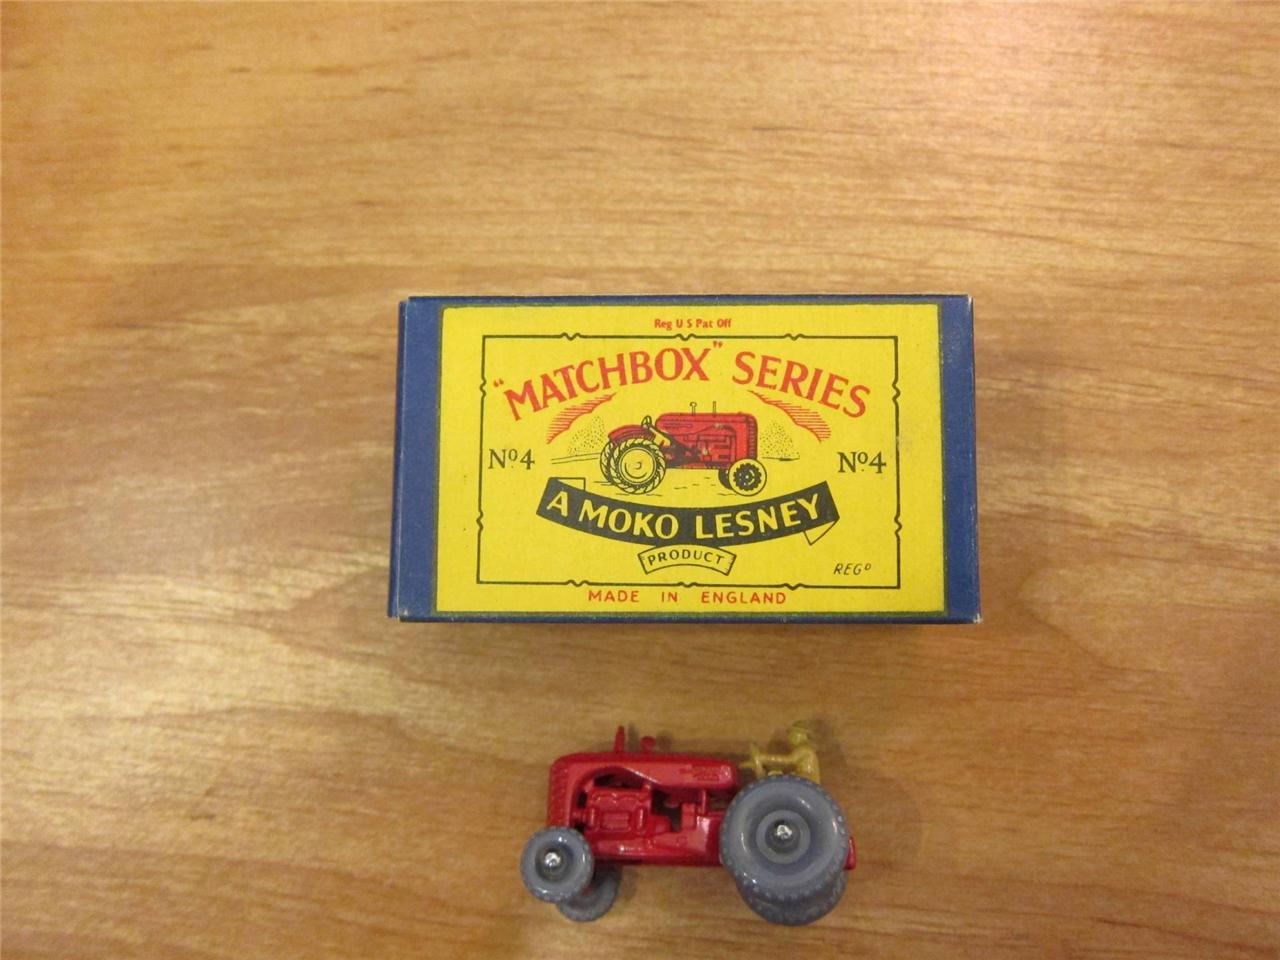 Reg U S Pat Off
"MATCHBOX" SERIES
Nº4 Nº4
A MOKO LESNEY
PRODUCT
REGD
MADE IN ENGLAND